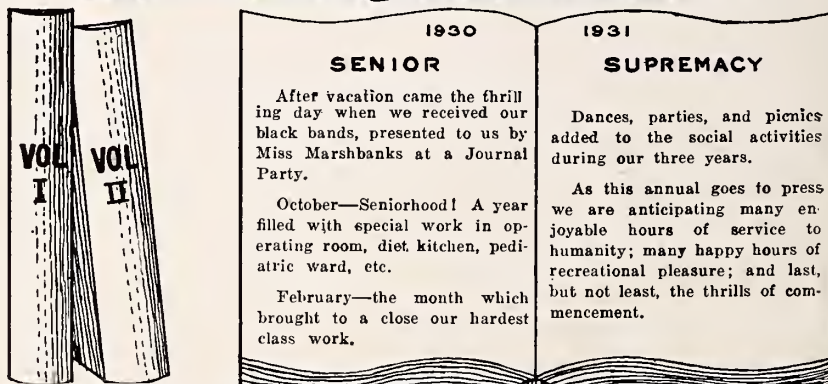 VOL
I
VOL
II
1930
SENIOR
After vacation came the thrill
ing day when we received our
black bands, presented to us by
Miss Marshbanks at a Journal
Party.
October—Seniorhood! A year
filled with special work in op-
erating room, diet kitchen, pedi-
atric ward, etc.
February—the month which
brought to a close our hardest
class work.
1931
SUPREMACY
Dances, parties, and picnics
added to the social activities
during our three years.
As this annual goes to press
we are anticipating many en-
joyable hours of service to
humanity; many happy hours of
recreational pleasure; and last,
but not least, the thrills of com-
mencement.